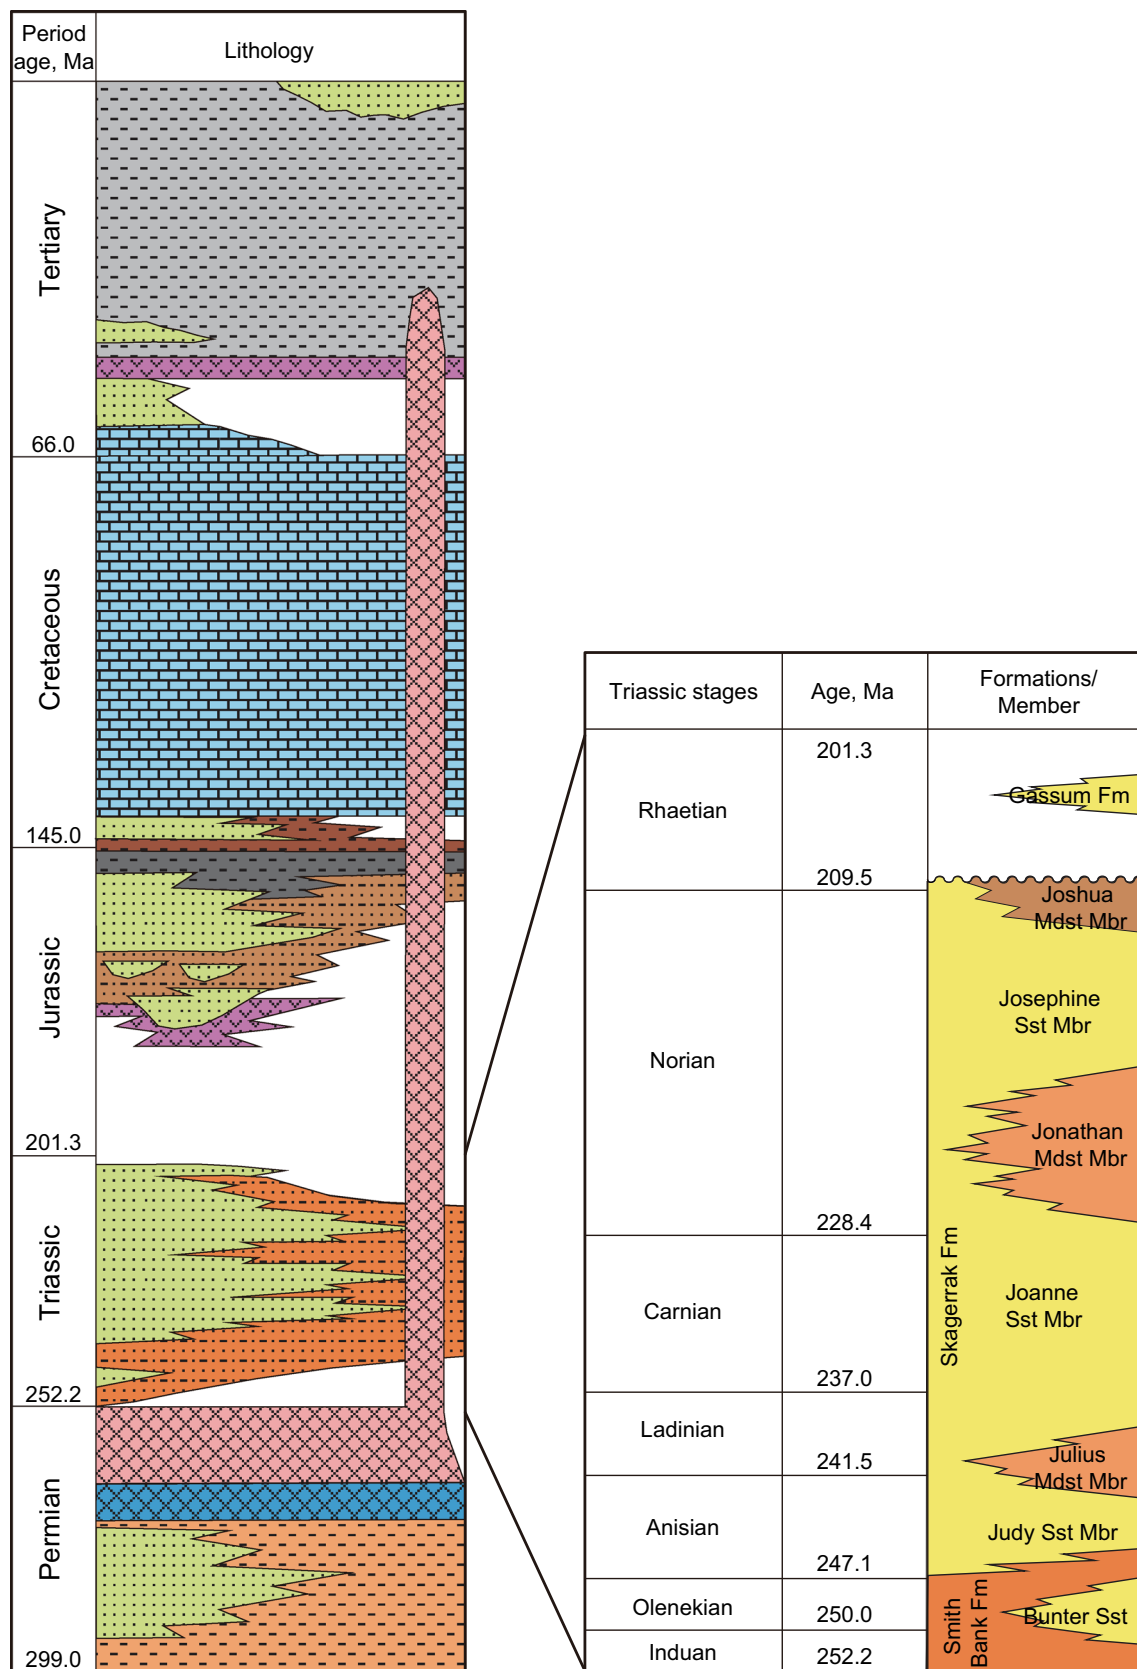 Period
age, Ma
Lithology
Tertiary
66.0
Cretaceous
145.0
Jurassic
201.3
Triassic
252.2
Permian
299.0
Triassic stages
Age, Ma
Formations/
Member
201.3
Rhaetian
Gassum Fm
209.5
Joshua
Mdst Mbr
Josephine
Sst Mbr
Norian
Jonathan
Mdst Mbr
228.4
Skagerrak Fm
Carnian
Joanne
Sst Mbr
237.0
Ladinian
241.5
Julius
Mdst Mbr
Anisian
Judy Sst Mbr
247.1
Smith
Bank Fm
Olenekian
250.0
Bunter Sst
Induan
252.2